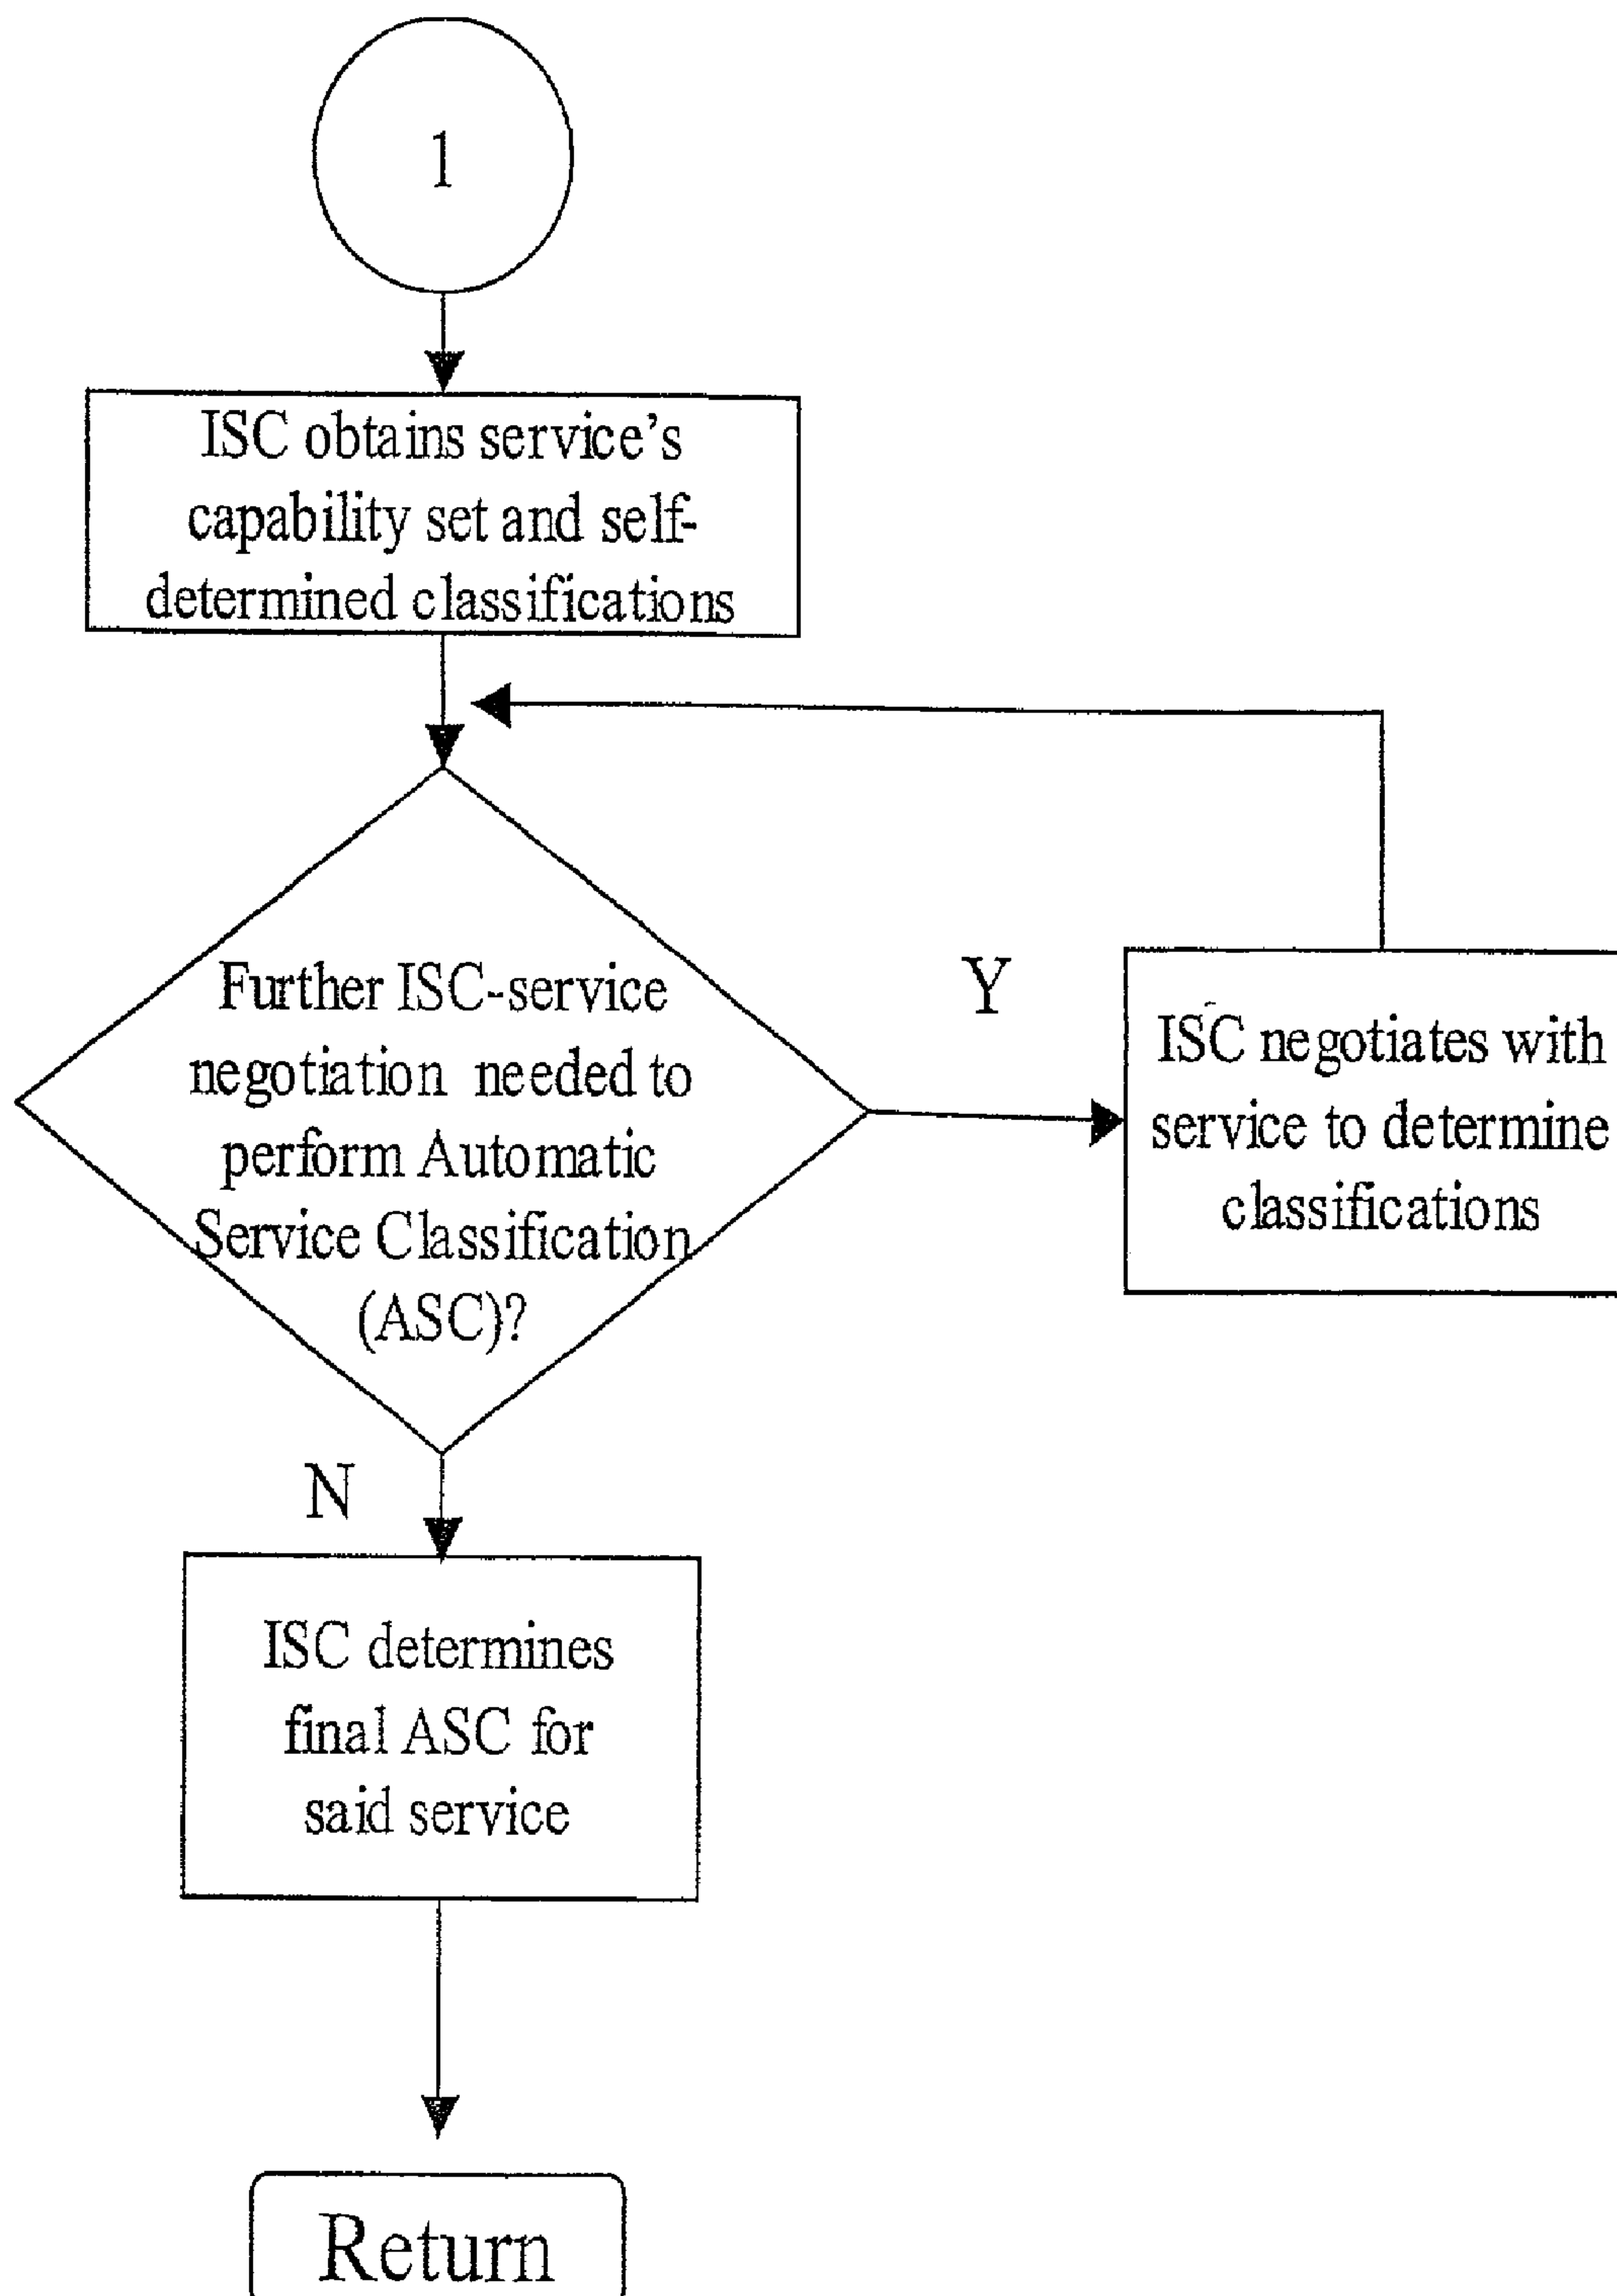 1
ISC obtains service's
capability set and self-
determined classifications
Further ISC-service
negotiation needed to
perform Automatic
Service Classification
(ASC)?
Y
ISC negotiates with
service to determine
classifications
N
ISC determines
final ASC for
said service
Return